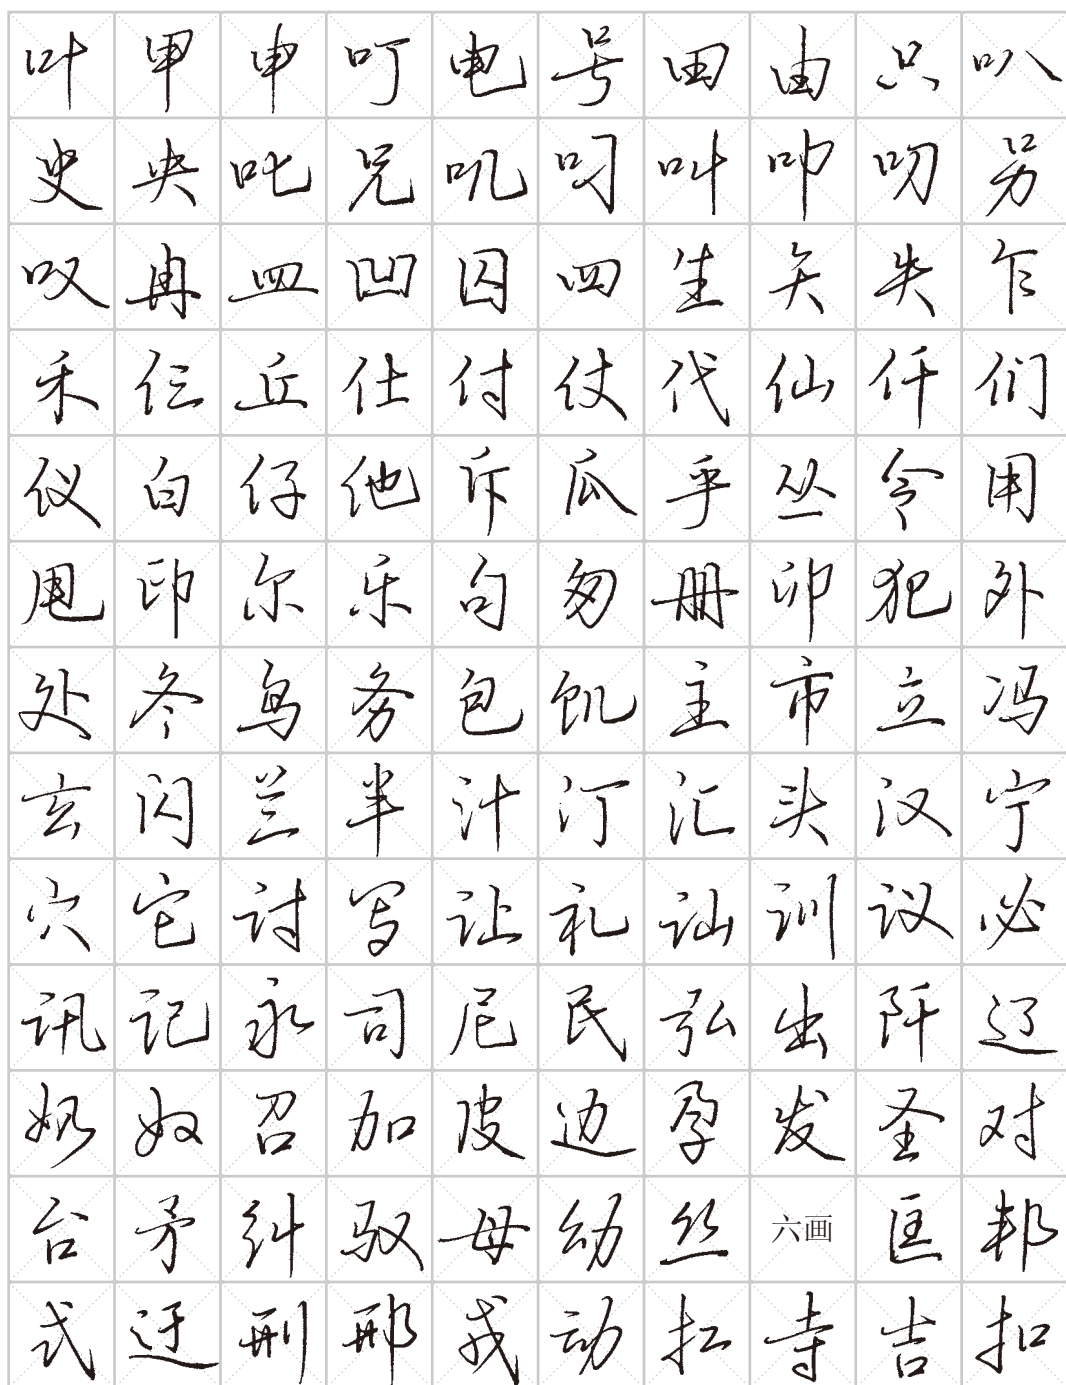 叶甲申叮电号田由只叭
史央叱兄叽叼叫叩叨另
叹冉皿凹囚四生矢失乍
禾仨丘仕付仗代仙仟们
仪白仔他斥瓜乎丛令用
甩印尔乐句匆册卯犯外
处冬鸟务包饥主市立冯
玄闪兰半汁汀汇头汉宁
穴它讨写让礼讪训议必
讯记永司尼民弘出阡辽
奶奴召加皮边孕发圣对
台矛纠驭母幼丝六画匡邦
式迂刑邢戎动扛寺吉扣